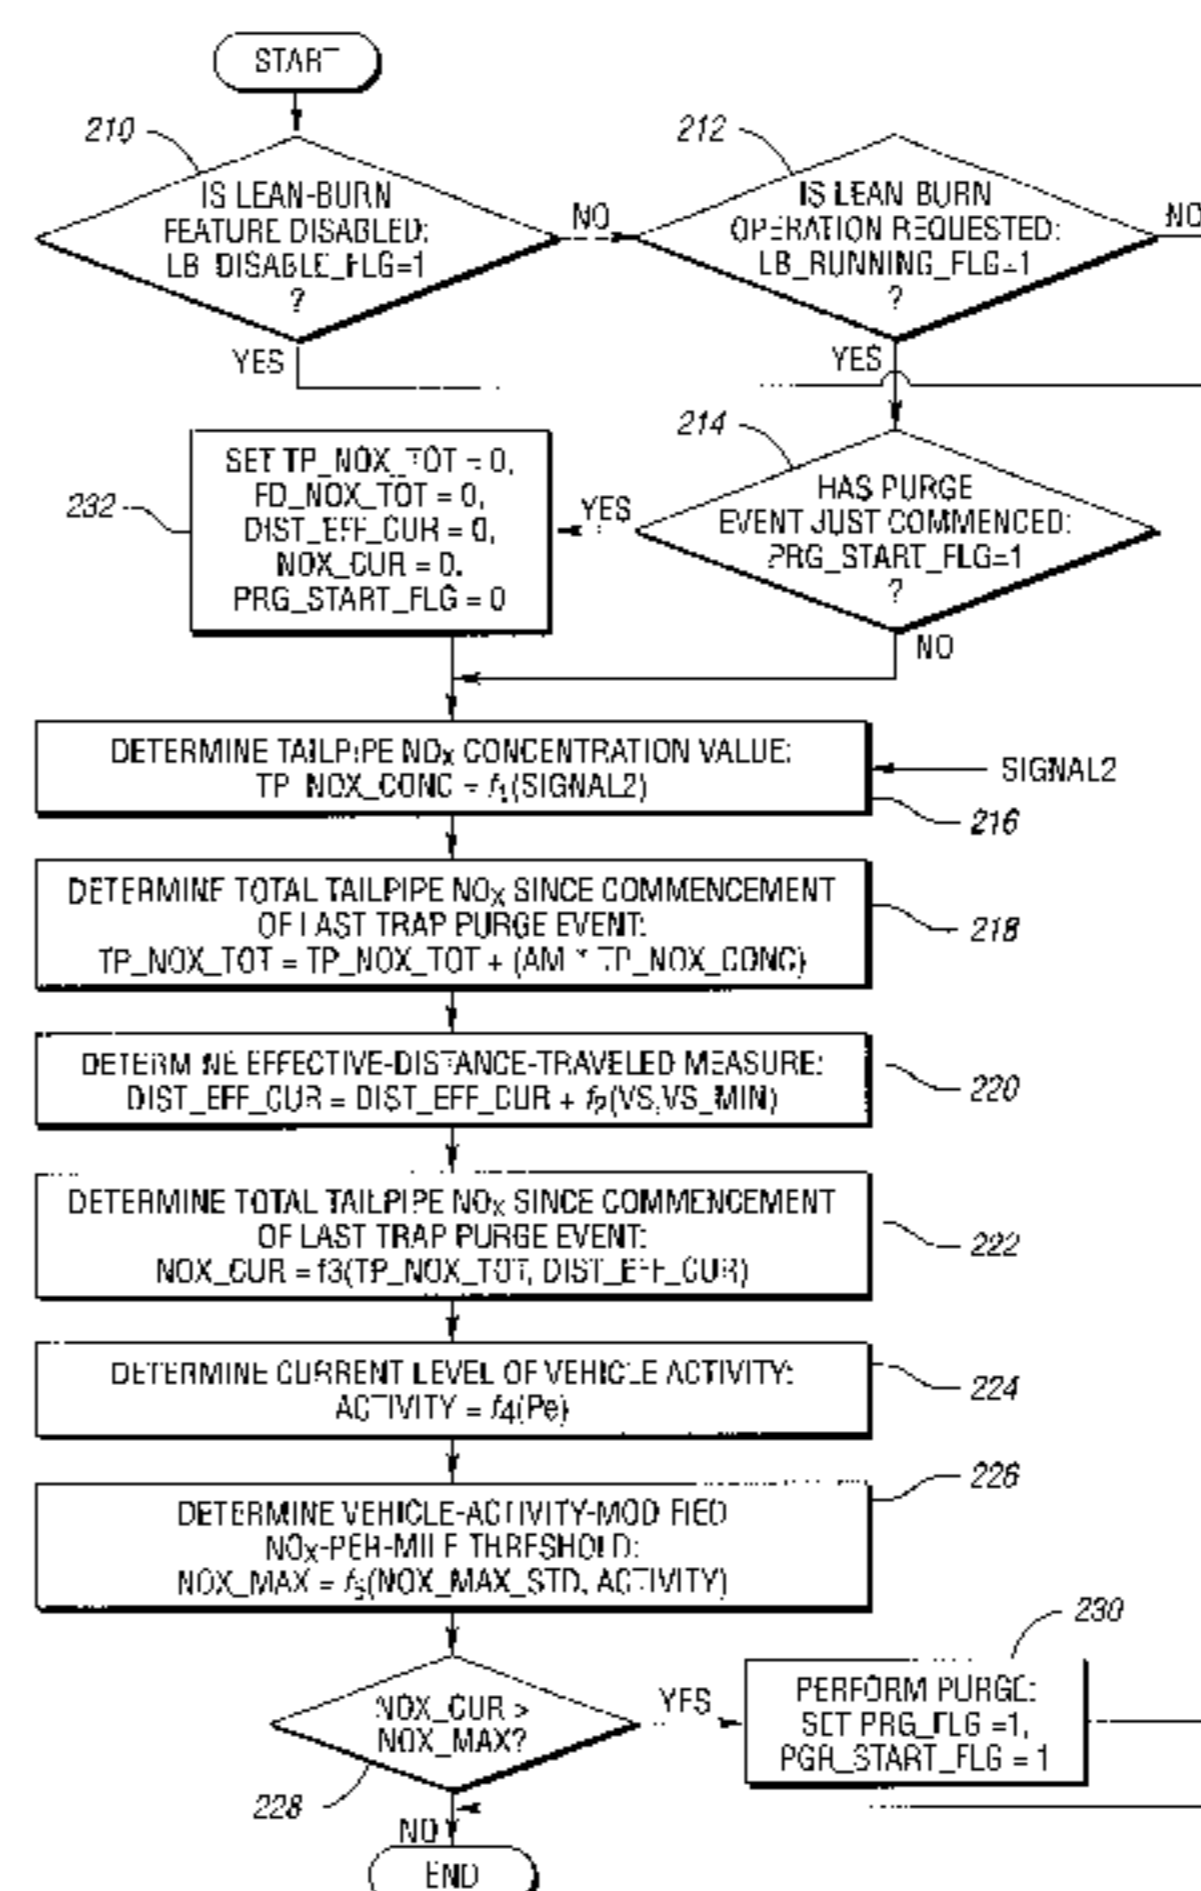 START
210
IS LEAN-BURN
FEATURE DISABLED:
LB_DISABLE_FLG=1
?
NO
YES
212
IS LEAN BURN
OPERATION REQUESTED:
LB_RUNNING_FLG=1
?
NO
YES
214
HAS PURGE
EVENT JUST COMMENCED:
PRG_START_FLG=1
?
YES
NO
232
SET TP_NOX_TOT = 0,
FD_NOX_TOT = 0,
DIST_EFF_CUR = 0,
NOX_CUR = 0.
PRG_START_FLG = 0
DETERMINE TAILPIPE NOx CONCENTRATION VALUE:
TP_NOX_CONC = f1(SIGNAL2)
SIGNAL2
216
DETERMINE TOTAL TAILPIPE NOx SINCE COMMENCEMENT
OF LAST TRAP PURGE EVENT:
TP_NOX_TOT = TP_NOX_TOT + (AM * TP_NOX_CONC)
218
DETERMINE EFFECTIVE-DISTANCE-TRAVELED MEASURE:
DIST_EFF_CUR = DIST_EFF_CUR + f2(VS,VS_MIN)
220
DETERMINE TOTAL TAILPIPE NOx SINCE COMMENCEMENT
OF LAST TRAP PURGE EVENT:
NOX_CUR = f3(TP_NOX_TOT, DIST_EFF_CUR)
222
DETERMINE CURRENT LEVEL OF VEHICLE ACTIVITY:
ACTIVITY = f4(Pe)
224
DETERMINE VEHICLE-ACTIVITY-MODIFIED
NOx-PER-MILE THRESHOLD:
NOX_MAX = f5(NOX_MAX_STD, ACTIVITY)
226
NOX_CUR >
NOX_MAX?
228
YES
NO
230
PERFORM PURGE:
SET PRG_FLG =1,
PGR_START_FLG = 1
END